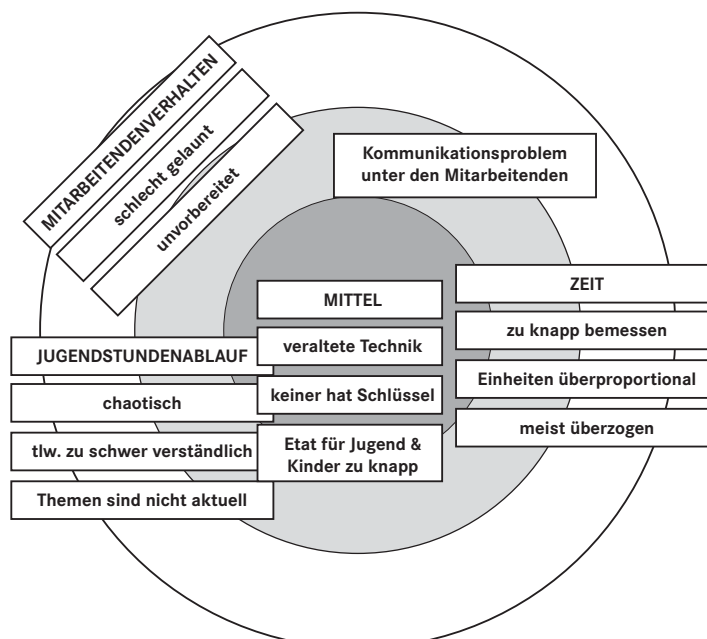 MITARBEITENDENVERHALTEN
schlecht gelaunt
unvorbereitet
Kommunikationsproblem
unter den Mitarbeitenden
MITTEL
veraltete Technik
keiner hat Schlüssel
Etat für Jugend &
Kinder zu knapp
ZEIT
zu knapp bemessen
Einheiten überproportional
meist überzogen
JUGENDSTUNDENABLAUF
chaotisch
tlw. zu schwer verständlich
Themen sind nicht aktuell